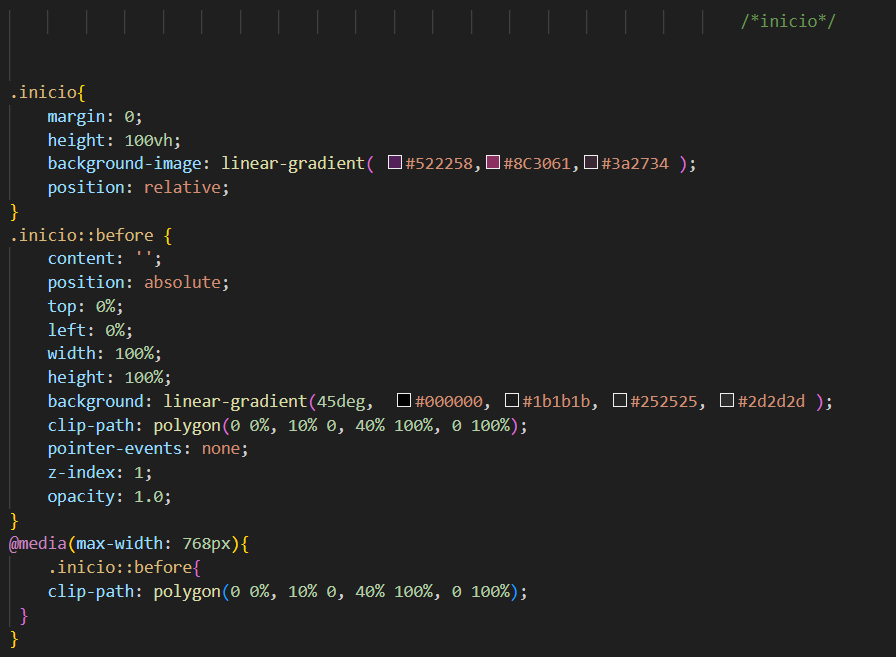 /*inicio*/
.inicio{
    margin: 0;
    height: 100vh;
    background-image: linear-gradient( #522258,#8C3061,#3a2734 );
    position: relative;
}
.inicio::before {
    content: '';
    position: absolute;
    top: 0%;
    left: 0%;
    width: 100%;
    height: 100%;
    background: linear-gradient(45deg,  #000000, #1b1b1b, #252525, #2d2d2d );
    clip-path: polygon(0 0%, 10% 0, 40% 100%, 0 100%);
    pointer-events: none;
    z-index: 1;
    opacity: 1.0;
}
@media(max-width: 768px){
    .inicio::before{
    clip-path: polygon(0 0%, 10% 0, 40% 100%, 0 100%);
 }
}